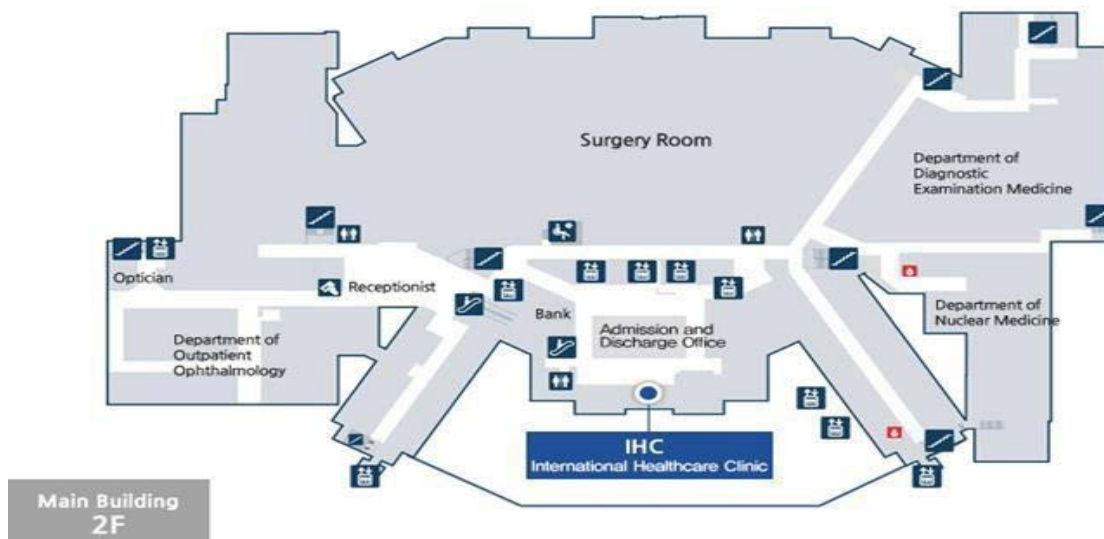 Surgery Room
Department of
Diagnostic
Examination Medicine
Optician
Receptionist
Department of
Outpatient
Ophthalmology
Bank
Admission and
Discharge Office
Department of
Nuclear Medicine
IHC
International Healthcare Clinic
Main Building
2F